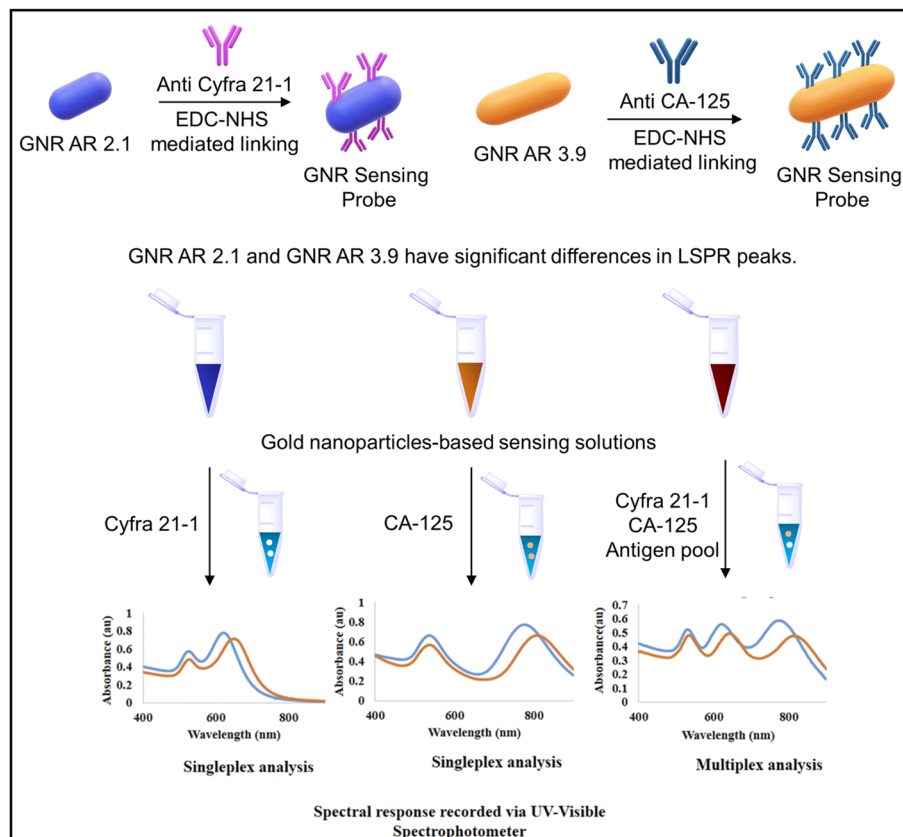 Anti Cyfra 21-1
EDC-NHS
mediated linking
GNR AR 2.1
GNR Sensing
Probe
Anti CA-125
EDC-NHS
mediated linking
GNR AR 3.9
GNR Sensing
Probe
GNR AR 2.1 and GNR AR 3.9 have significant differences in LSPR peaks.
Gold nanoparticles-based sensing solutions
Cyfra 21-1
CA-125
Cyfra 21-1
CA-125
Antigen pool
Absorbance (au)
1
0.8
0.6
0.4
0.2
0
400
600
800
Wavelength (nm)
Singleplex analysis
Absorbance (au)
1
0.8
0.6
0.4
0.2
0
400
600
800
Wavelength (nm)
Singleplex analysis
Absorbance(au)
0.7
0.6
0.5
0.4
0.3
0.2
0.1
0
400
600
800
Wavelength (nm)
Multiplex analysis
Spectral response recorded via UV-Visible
Spectrophotometer